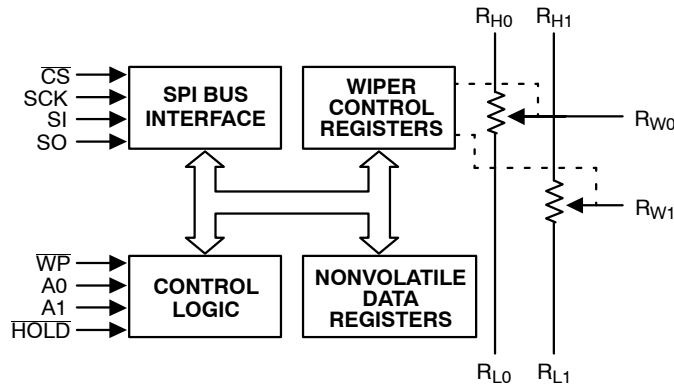 RH0 RH1
CS
SCK
SI
SO
SPI BUS
INTERFACE
WIPER
CONTROL
REGISTERS
RW0
RW1
WP
A0
A1
HOLD
CONTROL
LOGIC
NONVOLATILE
DATA
REGISTERS
RL0 RL1